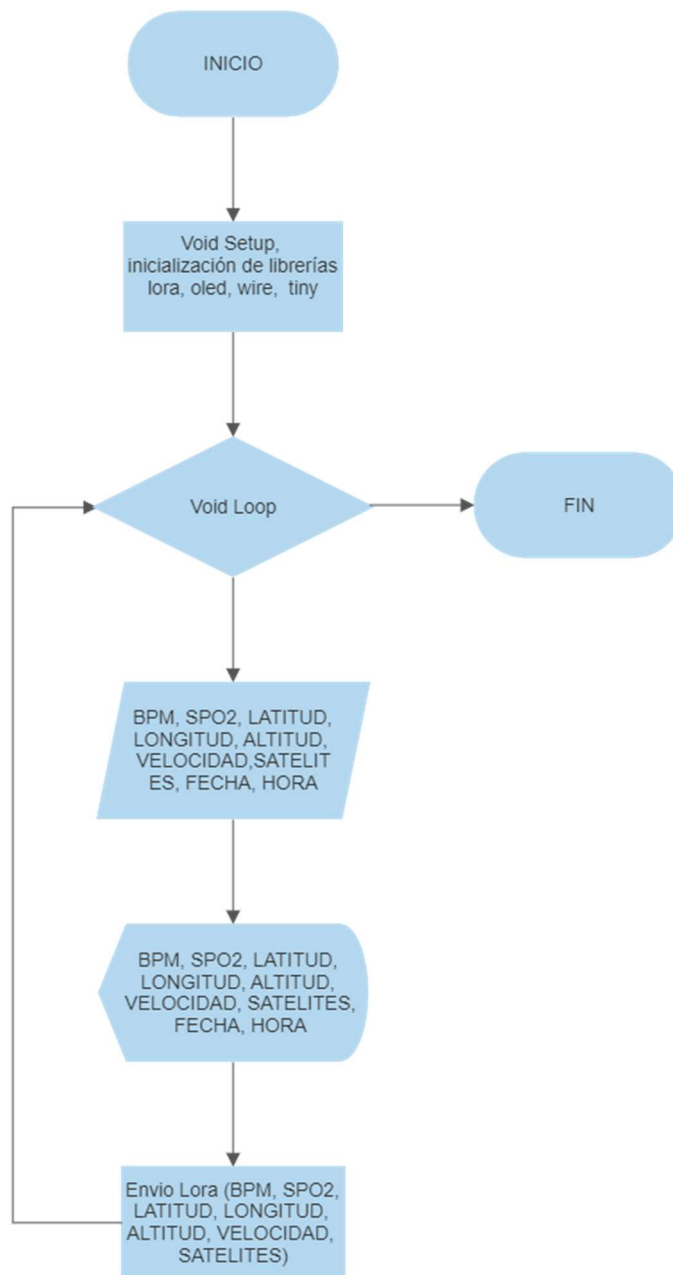 INICIO
Void Setup,
inicialización de librerías
lora, oled, wire, tiny
Void Loop
FIN
BPM, SPO2, LATITUD,
LONGITUD, ALTITUD,
VELOCIDAD,SATELIT
ES, FECHA, HORA
BPM, SPO2, LATITUD,
LONGITUD, ALTITUD,
VELOCIDAD, SATELITES,
FECHA, HORA
Envio Lora (BPM, SPO2,
LATITUD, LONGITUD,
ALTITUD, VELOCIDAD,
SATELITES)